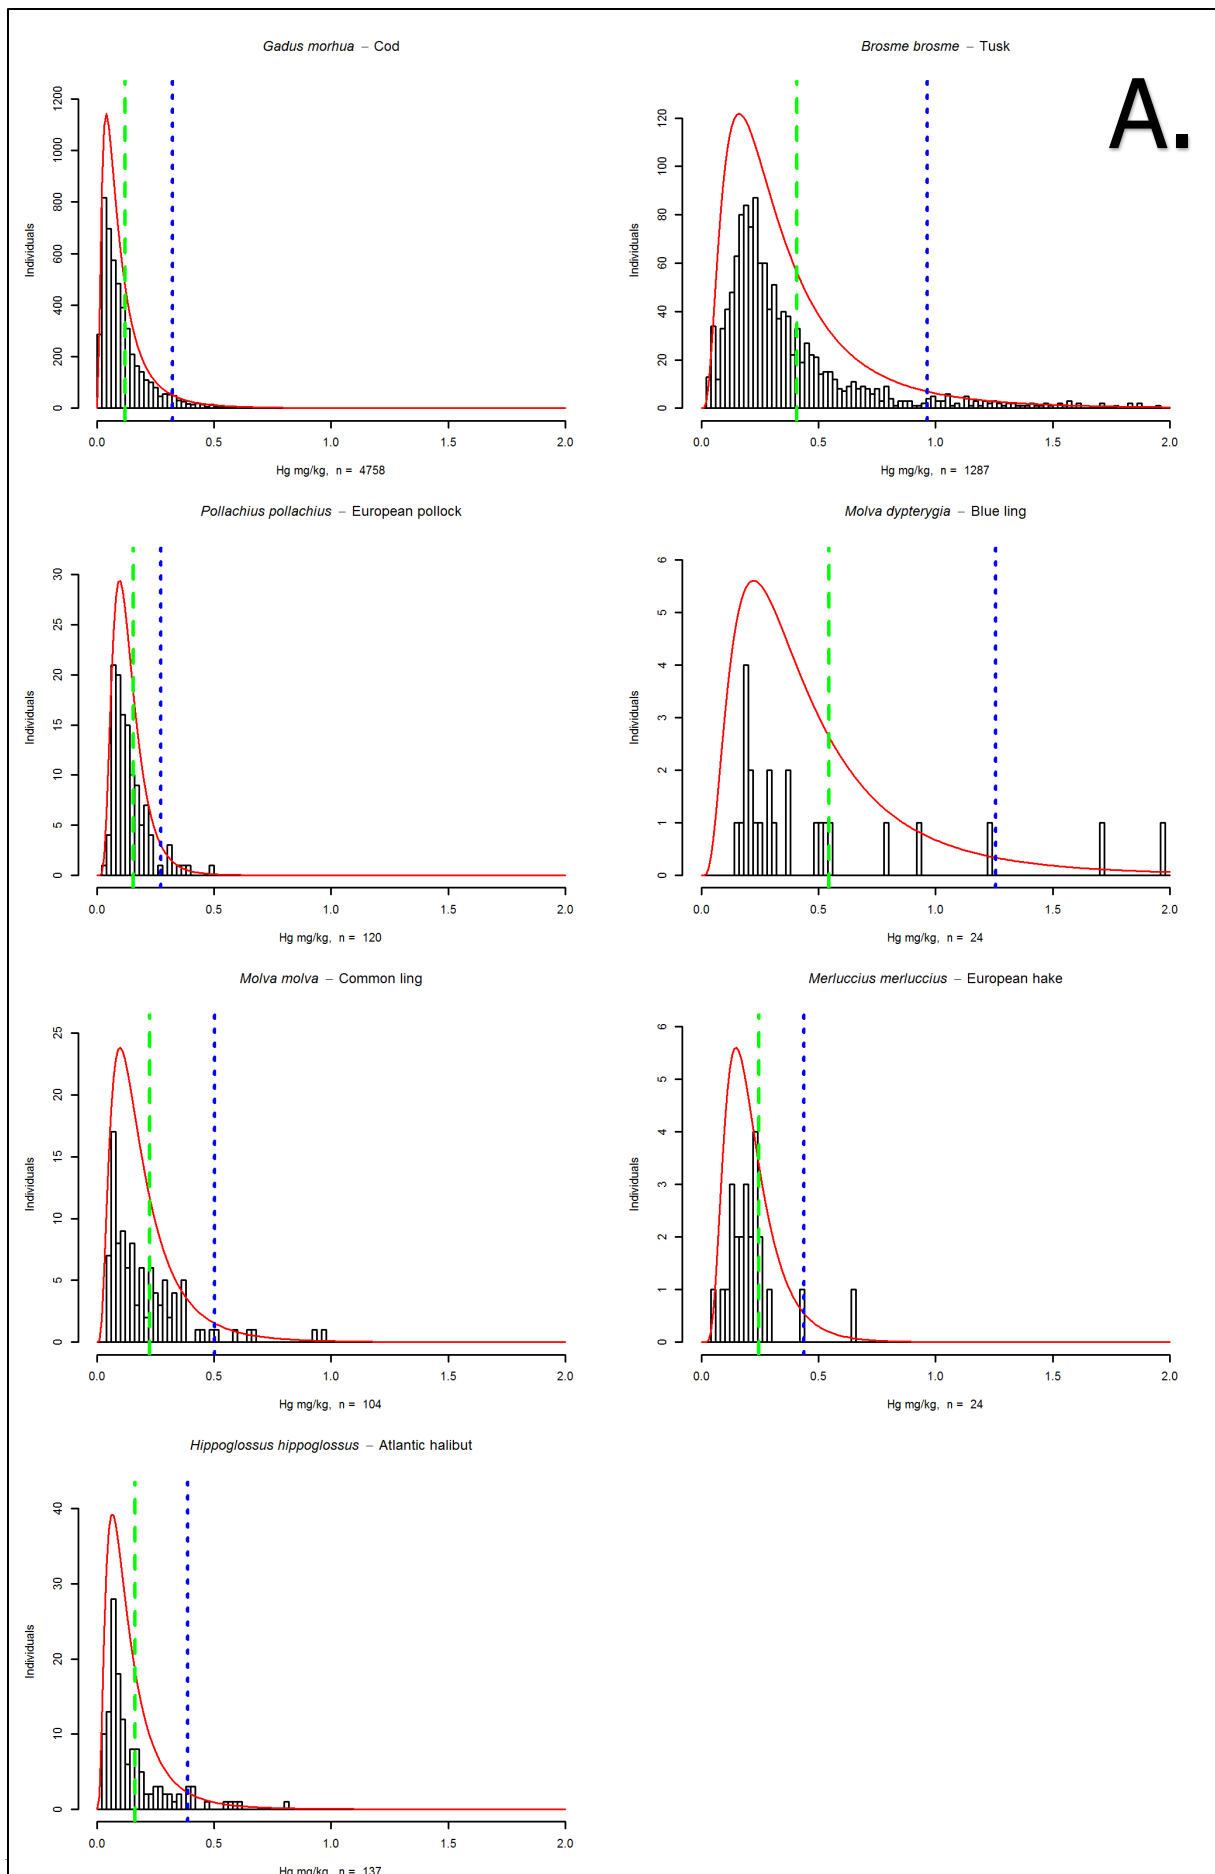 A.
Gadus morhua – Cod
Individuals
0 200 400 600 800 1000 1200
0.0 0.5 1.0 1.5 2.0
Hg mg/kg, n = 4758
Brosme brosme – Tusk
Individuals
0 20 40 60 80 100 120
0.0 0.5 1.0 1.5 2.0
Hg mg/kg, n = 1287
Pollachius pollachius – European pollock
Individuals
0 5 10 15 20 25 30
0.0 0.5 1.0 1.5 2.0
Hg mg/kg, n = 120
Molva dypterygia – Blue ling
Individuals
0 1 2 3 4 5 6
0.0 0.5 1.0 1.5 2.0
Hg mg/kg, n = 24
Molva molva – Common ling
Individuals
0 5 10 15 20 25
0.0 0.5 1.0 1.5 2.0
Hg mg/kg, n = 104
Merluccius merluccius – European hake
Individuals
0 1 2 3 4 5 6
0.0 0.5 1.0 1.5 2.0
Hg mg/kg, n = 24
Hippoglossus hippoglossus – Atlantic halibut
Individuals
0 10 20 30 40
0.0 0.5 1.0 1.5 2.0
Hg mg/kg, n = 137